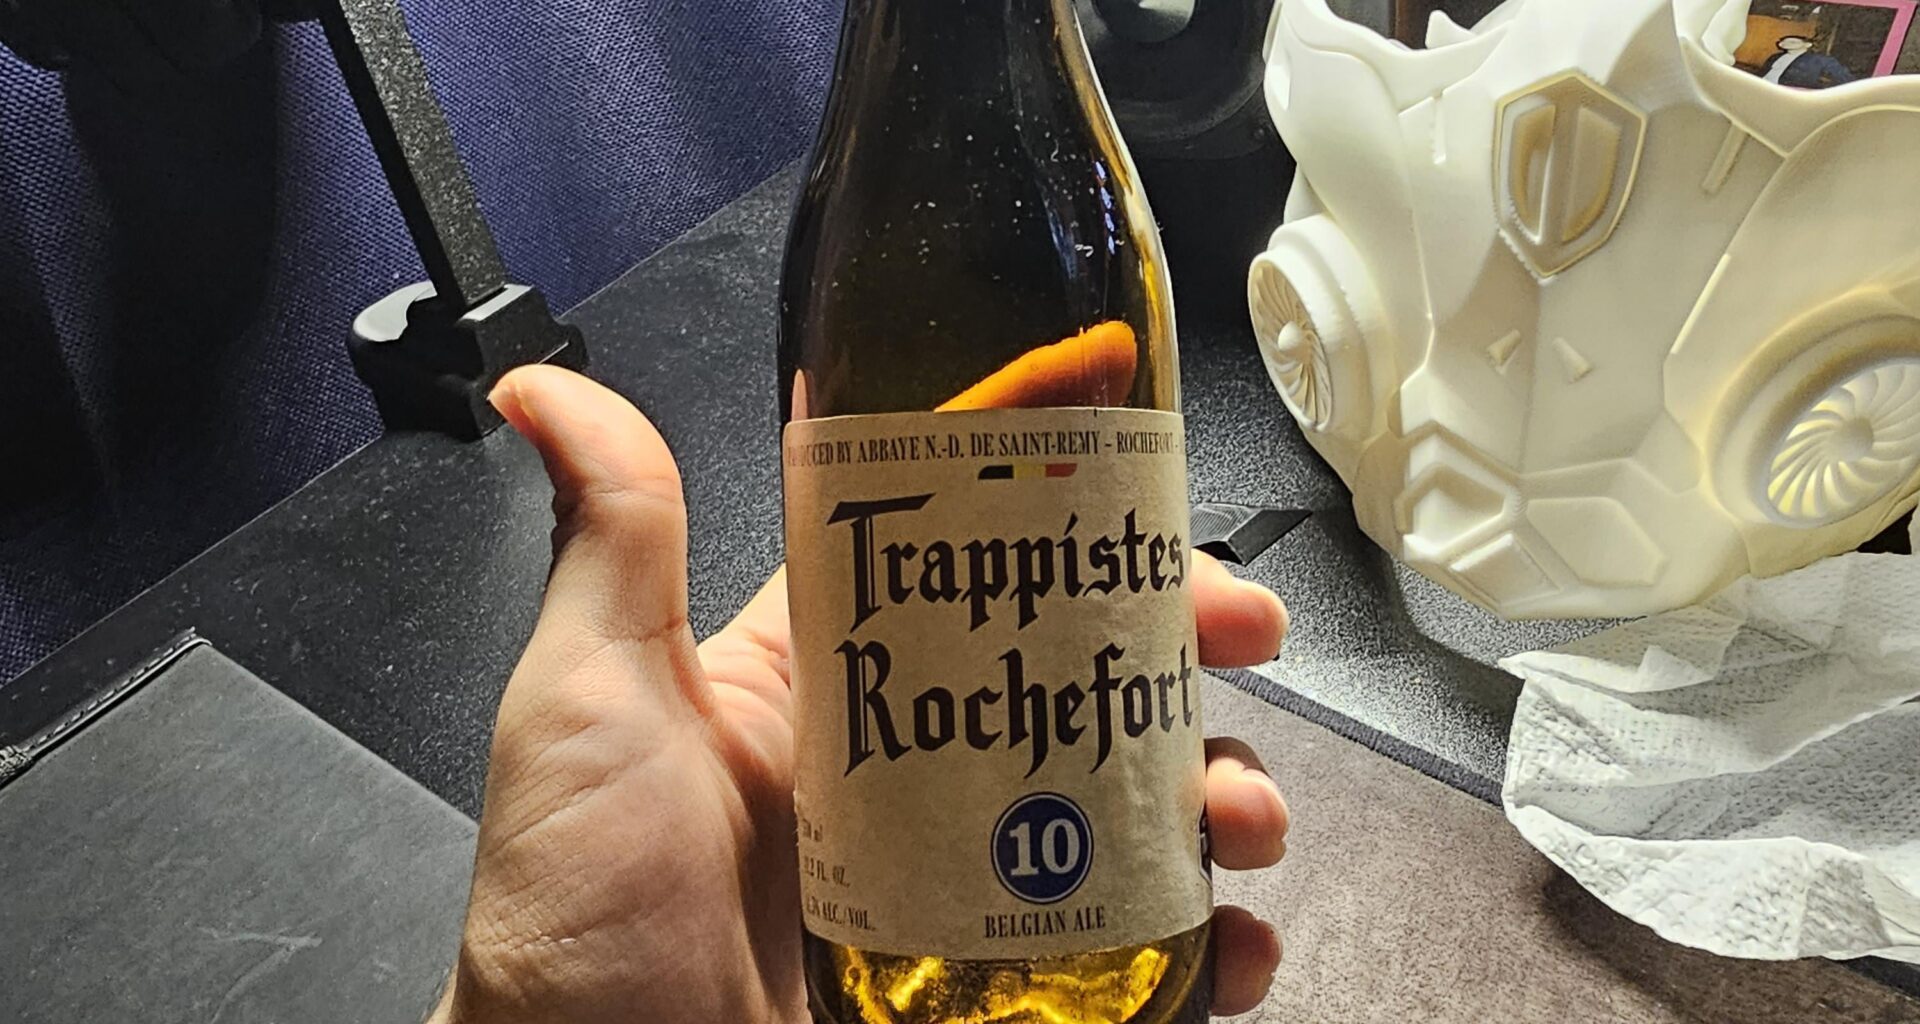 BY ABBAYE N.-D. DE SAINT-REMY - ROCHEFORT
Trappistes
Rochefort
10
FL. OZ.
ALC./VOL.
BELGIAN ALE